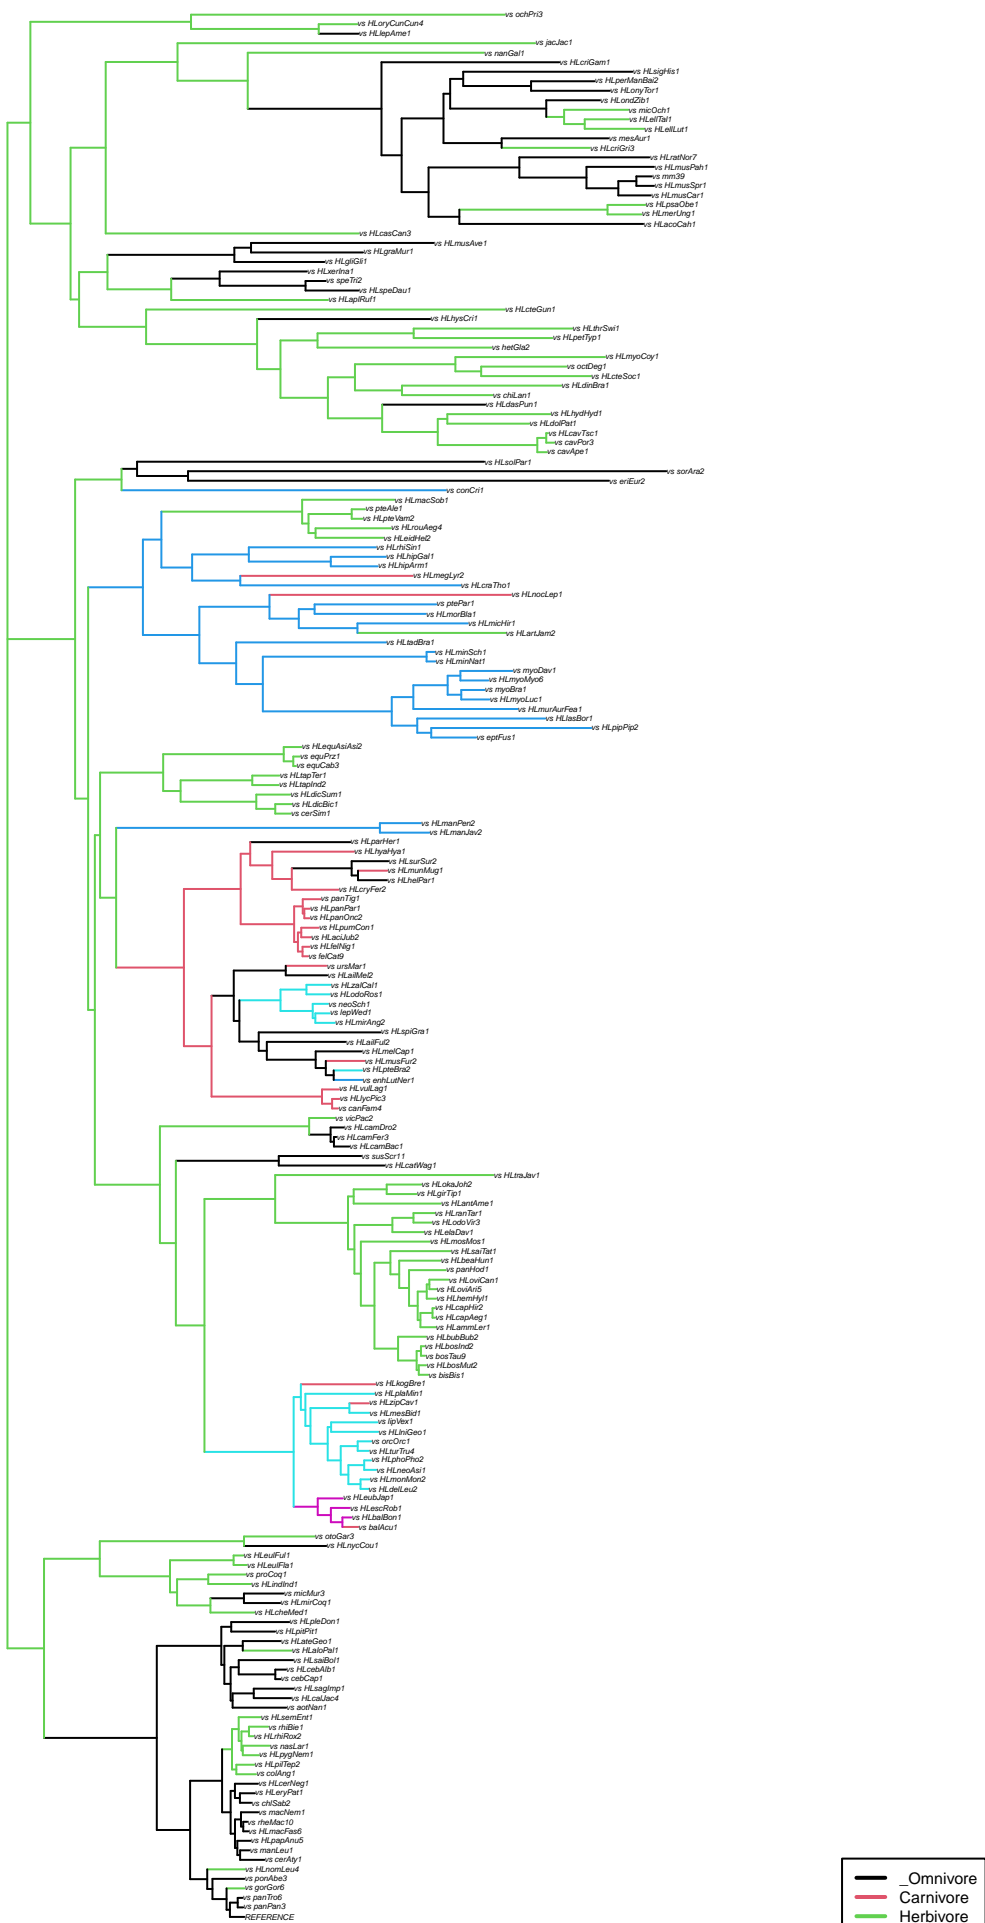 vs ochPri3
vs HLoryCunCun4
vs HLlepAme1
vs jacJac1
vs nanGal1
vs HLcriGam1
vs HLsigHis1
vs HLperManBai2
vs HLonyTor1
vs HLondZib1
vs micOch1
vs HLellTal1
vs HLellLut1
vs mesAur1
vs HLcriGri3
vs HLratNor7
vs HLmusPah1
vs mm39
vs HLmusSpr1
vs HLmusCar1
vs HLpsaObe1
vs HLmerUng1
vs HLacoCah1
vs HLcasCan3
vs HLmusAve1
vs HLgraMur1
vs HLgliGli1
vs HLxerIna1
vs speTri2
vs HLspeDau1
vs HLaplRuf1
vs HLcteGun1
vs HLhysCri1
vs HLthrSwi1
vs HLpetTyp1
vs hetGla2
vs HLmyoCoy1
vs octDeg1
vs HLcteSoc1
vs HLdinBra1
vs chiLan1
vs HLdasPun1
vs HLhydHyd1
vs HLdolPat1
vs HLcavTsc1
vs cavPor3
vs cavApe1
vs HLsolPar1
vs sorAra2
vs eriEur2
vs conCri1
vs HLmacSob1
vs pteAle1
vs HLpteVam2
vs HLrouAeg4
vs HLeidHel2
vs HLrhiSin1
vs HLhipGal1
vs HLhipArm1
vs HLmegLyr2
vs HLcraTho1
vs HLnocLep1
vs ptePar1
vs HLmorBla1
vs HLmicHir1
vs HLartJam2
vs HLtadBra1
vs HLminSch1
vs HLminNat1
vs myoDav1
vs HLmyoMyo6
vs myoBra1
vs HLmyoLuc1
vs HLmurAurFea1
vs HLlasBor1
vs HLpipPip2
vs eptFus1
vs HLequAsiAsi2
vs equPrz1
vs equCab3
vs HLtapTer1
vs HLtapInd2
vs HLdicSum1
vs HLdicBic1
vs cerSim1
vs HLmanPen2
vs HLmanJav2
vs HLparHer1
vs HLhyaHya1
vs HLsurSur2
vs HLmunMug1
vs HLhelPar1
vs HLcryFer2
vs panTig1
vs HLpanPar1
vs HLpanOnc2
vs HLpumCon1
vs HLaciJub2
vs HLfelNig1
vs felCat9
vs ursMar1
vs HLailMel2
vs HLzalCal1
vs HLodoRos1
vs neoSch1
vs lepWed1
vs HLmirAng2
vs HLspiGra1
vs HLailFul2
vs HLmelCap1
vs HLmusFur2
vs HLpteBra2
vs enhLutNer1
vs HLvulLag1
vs HLlycPic3
vs canFam4
vs vicPac2
vs HLcamDro2
vs HLcamFer3
vs HLcamBac1
vs susScr11
vs HLcatWag1
vs HLtraJav1
vs HLokaJoh2
vs HLgirTip1
vs HLantAme1
vs HLranTar1
vs HLodoVir3
vs HLelaDav1
vs HLmosMos1
vs HLsaiTat1
vs HLbeaHun1
vs panHod1
vs HLoviCan1
vs HLoviAri5
vs HLhemHyl1
vs HLcapHir2
vs HLcapAeg1
vs HLammLer1
vs HLbubBub2
vs HLbosInd2
vs bosTau9
vs HLbosMut2
vs bisBis1
vs HLkogBre1
vs HLplaMin1
vs HLzipCav1
vs HLmesBid1
vs lipVex1
vs HLIniGeo1
vs orcOrc1
vs HLturTru4
vs HLphoPho2
vs HLneoAsi1
vs HLmonMon2
vs HLdelLeu2
vs HLeubJap1
vs HLescRob1
vs HLbalBon1
vs balAcu1
vs otoGar3
vs HLnycCou1
vs HLeulFul1
vs HLeulFla1
vs proCoq1
vs HLindInd1
vs micMur3
vs HLmirCoq1
vs HLcheMed1
vs HLpleDon1
vs HLpitPit1
vs HLateGeo1
vs HLaloPal1
vs HLsaiBol1
vs HLcebAlb1
vs cebCap1
vs HLsagImp1
vs HLcalJac4
vs aotNan1
vs HLsemEnt1
vs rhiBie1
vs HLrhiRox2
vs nasLar1
vs HLpygNem1
vs HLpilTep2
vs colAng1
vs HLcerNeg1
vs HLeryPat1
vs chlSab2
vs macNem1
vs rheMac10
vs HLmacFas6
vs HLpapAnu5
vs manLeu1
vs cerAty1
vs HLnomLeu4
vs ponAbe3
vs gorGor6
vs panTro6
vs panPan3
REFERENCE
_Omnivore
Carnivore
Herbivore